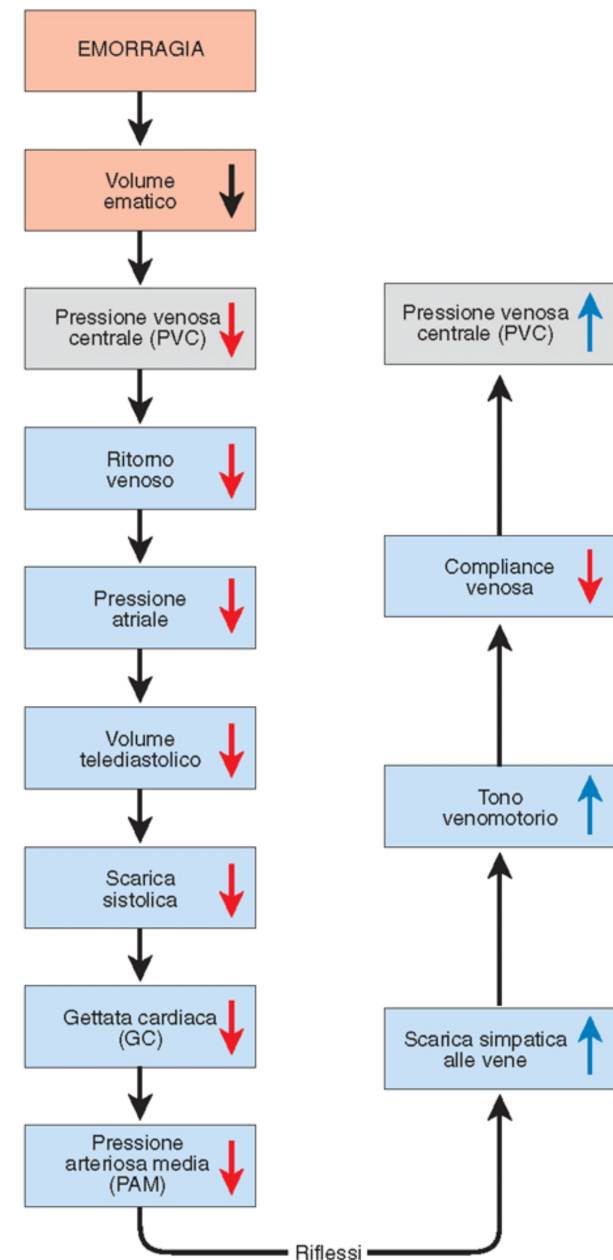 EMORRAGIA
Volume
ematico
Pressione venosa
centrale (PVC)
Ritorno
venoso
Pressione
atriale
Volume
telediastolico
Scarica
sistolica
Gettata cardiaca
(GC)
Pressione
arteriosa media
(PAM)
Riflessi
Scarica simpatica
alle vene
Tono
venomotorio
Compliance
venosa
Pressione venosa
centrale (PVC)